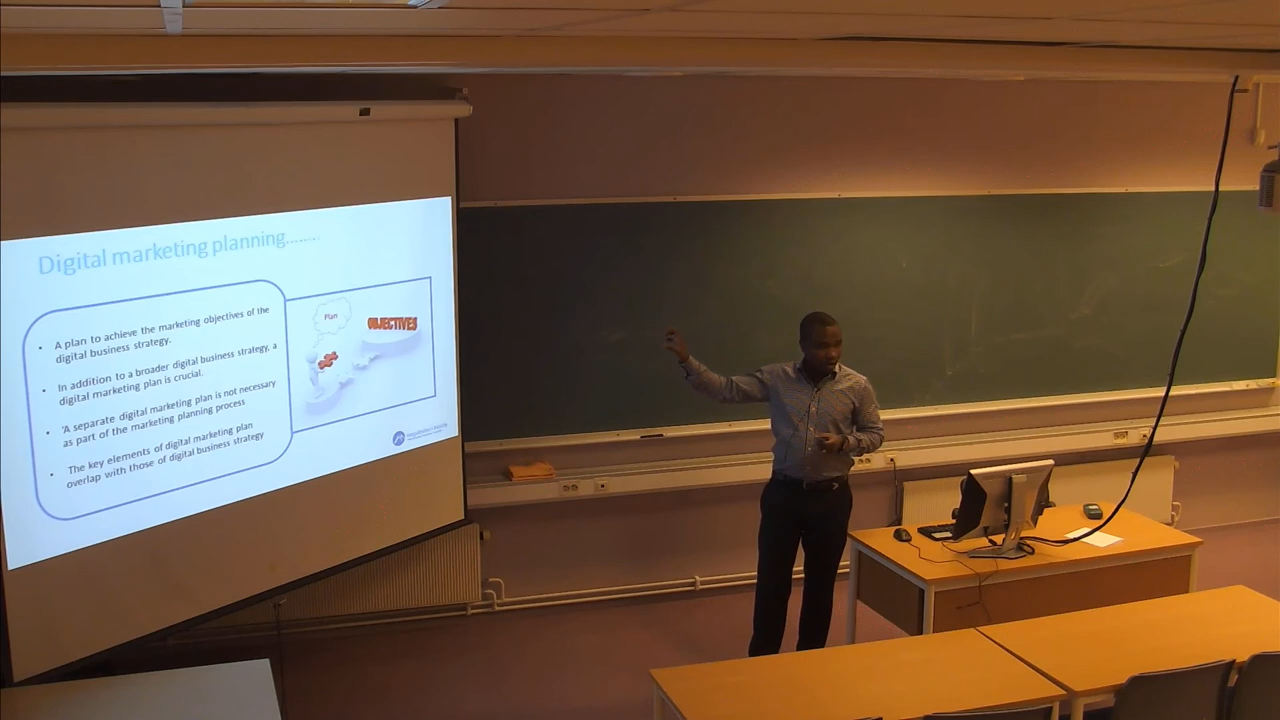 Digital marketing planning........
• A plan to achieve the marketing objectives of the
digital business strategy.
• In addition to a broader digital business strategy, a
digital marketing plan is crucial.
• 'A separate digital marketing plan is not necessary
as part of the marketing planning process
• The key elements of digital marketing plan
overlap with those of digital business strategy
Plan
OBJECTIVES